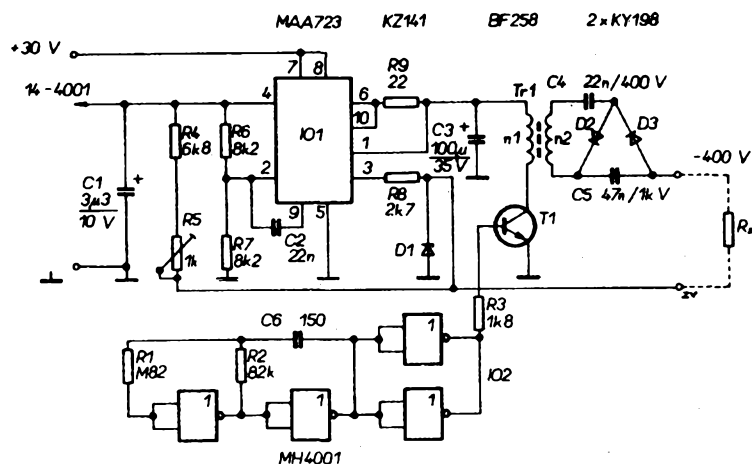 MAA723 KZ141 BF258 2×KY198
+30 V
14-4001
7 8
4
6
10
1
3
2
9 5
IO1
R9
22
R4
6k8
R6
8k2
C1
3μ3
10 V
+
R5
1k
R7
8k2
C2
22n
R8
2k7
D1
C3 +
100μ
35 V
Tr1
n1 n2
C4
22n/400 V
D2 D3
C5 47n/1k V
-400 V
T1
R3
1k8
C6 150
R1
M82
R2
82k
1
1
1
1
IO2
MH4001